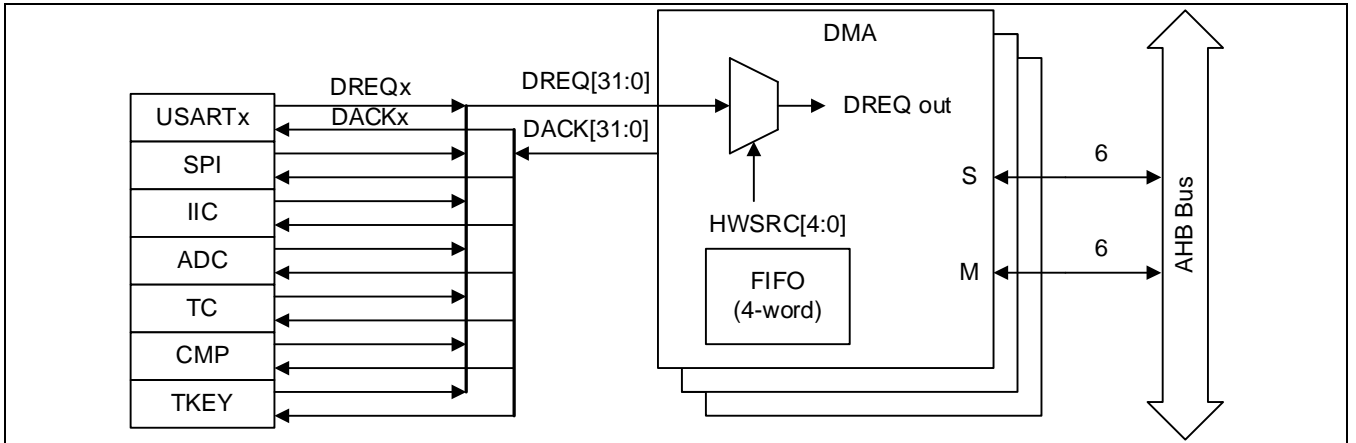 DMA
DREQx
DREQ[31:0]
DREQ out
USARTx
DACKx
DACK[31:0]
SPI
IIC
ADC
TC
CMP
TKEY
HWSRC[4:0]
FIFO
(4-word)
S
6
M
6
AHB Bus